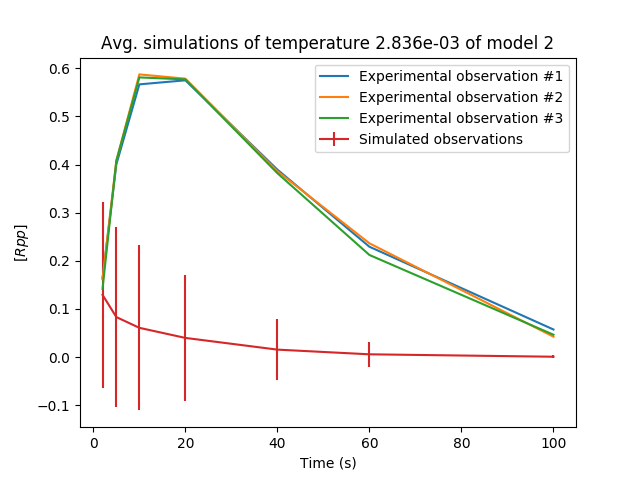 Avg. simulations of temperature 2.836e-03 of model 2
Experimental observation #1
Experimental observation #2
Experimental observation #3
Simulated observations
[Rpp]
0.6
0.5
0.4
0.3
0.2
0.1
0.0
−0.1
0 20 40 60 80 100
Time (s)